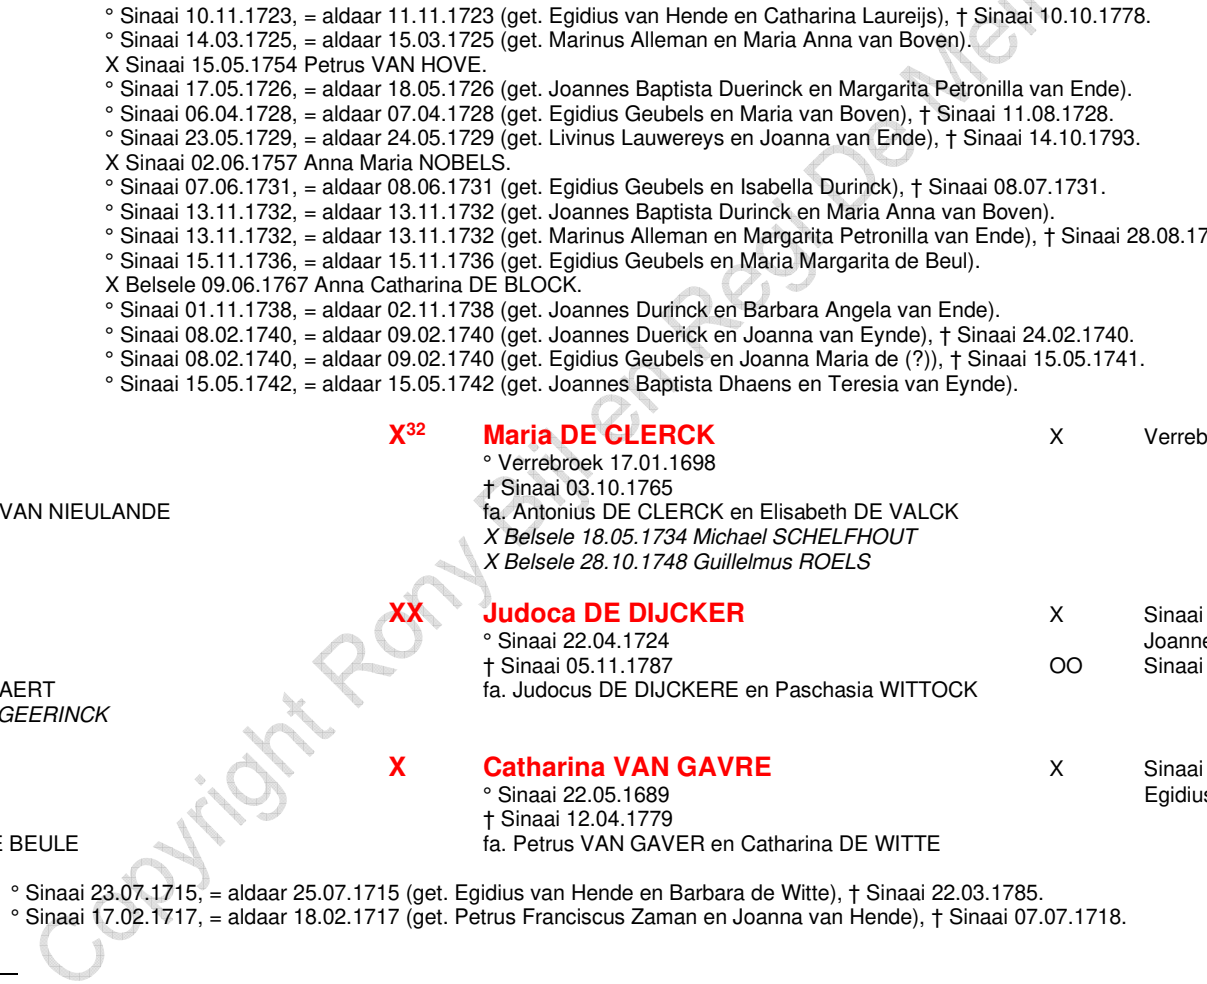 ° Sinaai 10.11.1723, = aldaar 11.11.1723 (get. Egidius van Hende en Catharina Laureijs), † Sinaai 10.10.1778.
° Sinaai 14.03.1725, = aldaar 15.03.1725 (get. Marinus Alleman en Maria Anna van Boven).
X Sinaai 15.05.1754 Petrus VAN HOVE.
° Sinaai 17.05.1726, = aldaar 18.05.1726 (get. Joannes Baptista Duerinck en Margarita Petronilla van Ende).
° Sinaai 06.04.1728, = aldaar 07.04.1728 (get. Egidius Geubels en Maria van Boven), † Sinaai 11.08.1728.
° Sinaai 23.05.1729, = aldaar 24.05.1729 (get. Livinus Lauwereys en Joanna van Ende), † Sinaai 14.10.1793.
X Sinaai 02.06.1757 Anna Maria NOBELS.
° Sinaai 07.06.1731, = aldaar 08.06.1731 (get. Egidius Geubels en Isabella Durinck), † Sinaai 08.07.1731.
° Sinaai 13.11.1732, = aldaar 13.11.1732 (get. Joannes Baptista Durinck en Maria Anna van Boven).
° Sinaai 13.11.1732, = aldaar 13.11.1732 (get. Marinus Alleman en Margarita Petronilla van Ende), † Sinaai 28.08.17
° Sinaai 15.11.1736, = aldaar 15.11.1736 (get. Egidius Geubels en Maria Margarita de Beul).
X Belsele 09.06.1767 Anna Catharina DE BLOCK.
° Sinaai 01.11.1738, = aldaar 02.11.1738 (get. Joannes Durinck en Barbara Angela van Ende).
° Sinaai 08.02.1740, = aldaar 09.02.1740 (get. Joannes Duerick en Joanna van Eynde), † Sinaai 24.02.1740.
° Sinaai 08.02.1740, = aldaar 09.02.1740 (get. Egidius Geubels en Joanna Maria de (?)), † Sinaai 15.05.1741.
° Sinaai 15.05.1742, = aldaar 15.05.1742 (get. Joannes Baptista Dhaens en Teresia van Eynde).
X32 Maria DE CLERCK X Verreb
° Verrebroek 17.01.1698
† Sinaai 03.10.1765
VAN NIEULANDE fa. Antonius DE CLERCK en Elisabeth DE VALCK
X Belsele 18.05.1734 Michael SCHELFHOUT
X Belsele 28.10.1748 Guillelmus ROELS
XX Judoca DE DIJCKER X Sinaai
° Sinaai 22.04.1724 Joanne
† Sinaai 05.11.1787 OO Sinaai
AERT fa. Judocus DE DIJCKERE en Paschasia WITTOCK
GEERINCK
X Catharina VAN GAVRE X Sinaai
° Sinaai 22.05.1689 Egidius
† Sinaai 12.04.1779
E BEULE fa. Petrus VAN GAVER en Catharina DE WITTE
° Sinaai 23.07.1715, = aldaar 25.07.1715 (get. Egidius van Hende en Barbara de Witte), † Sinaai 22.03.1785.
° Sinaai 17.02.1717, = aldaar 18.02.1717 (get. Petrus Franciscus Zaman en Joanna van Hende), † Sinaai 07.07.1718.
Copyright Rony Bijl en Regi De Mei